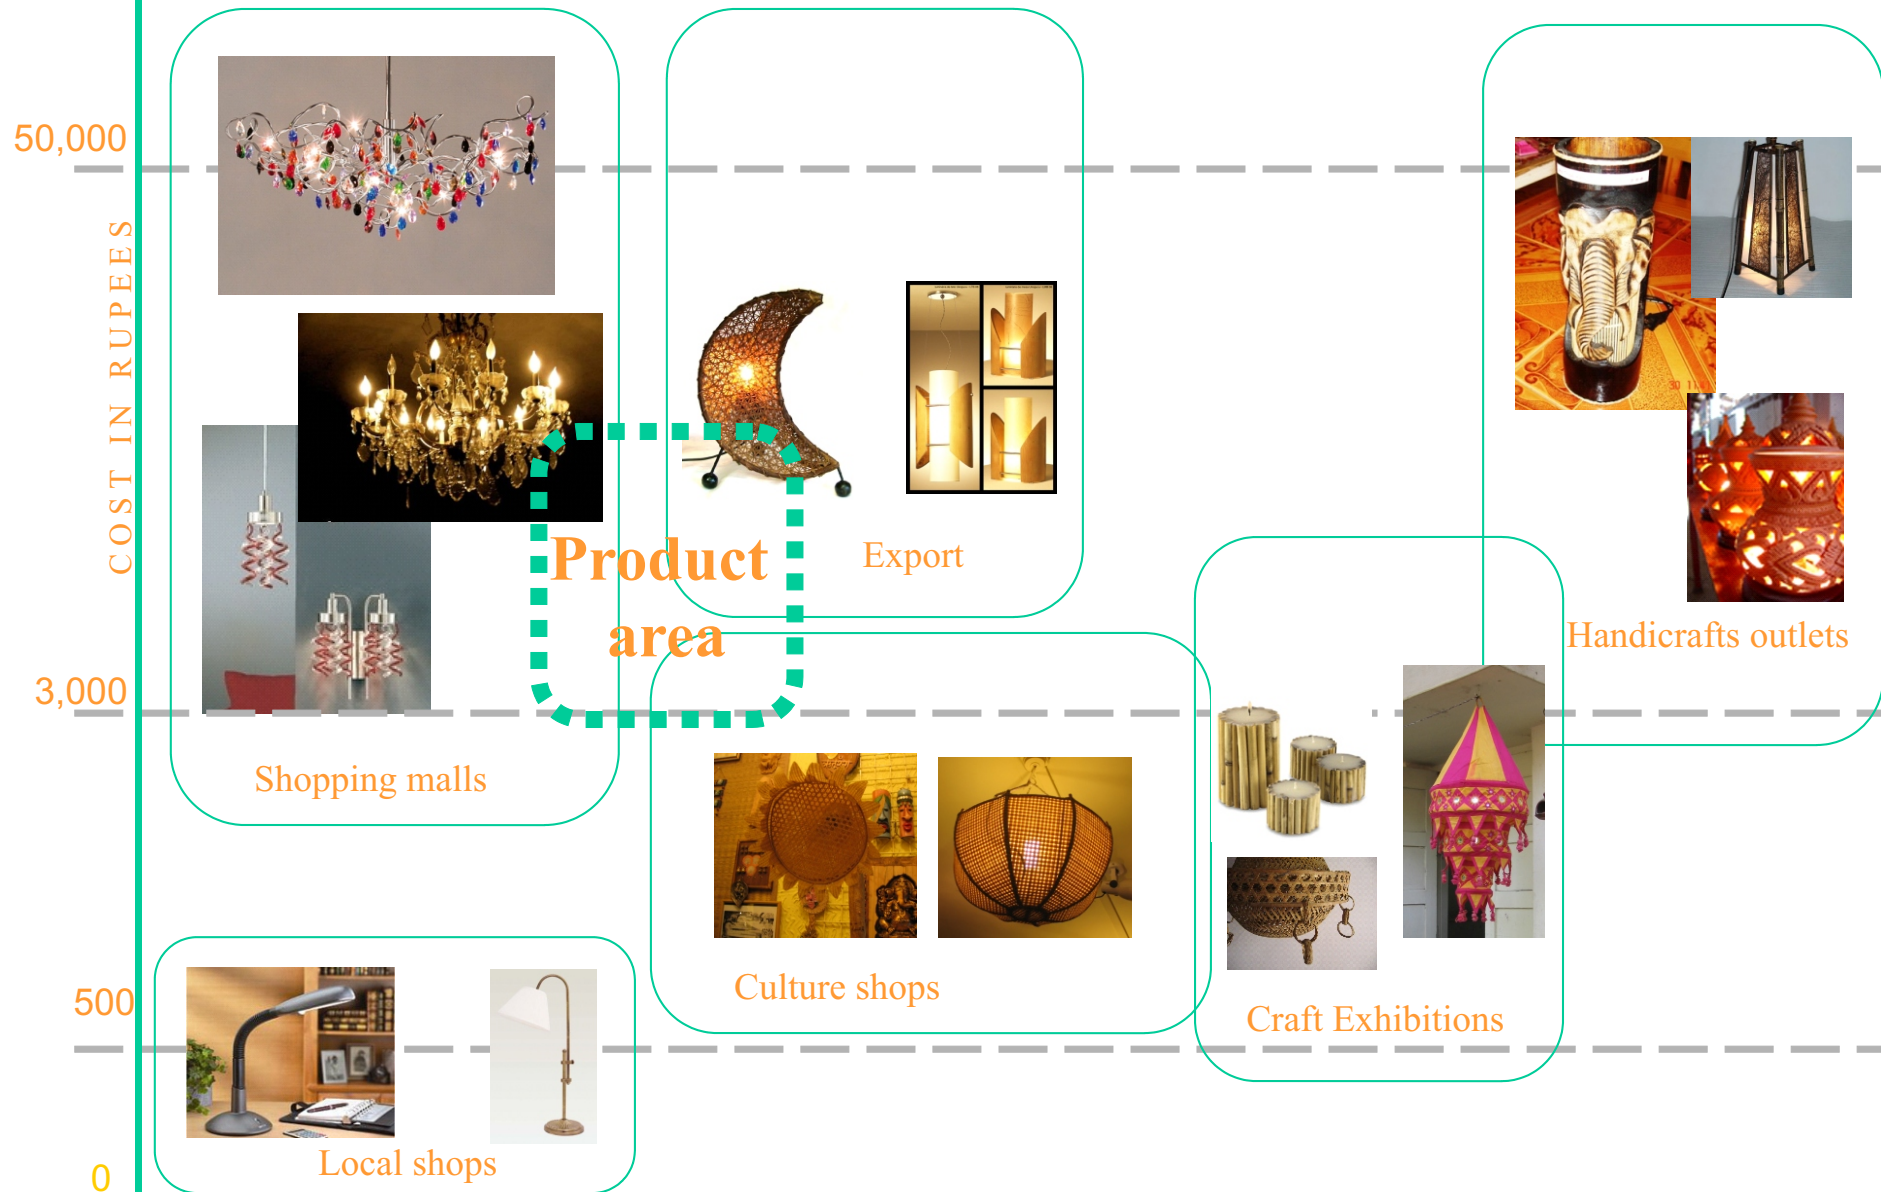 50,000
COST IN RUPEES
3,000
500
0
Product
area
Export
Handicrafts outlets
Shopping malls
Culture shops
Craft Exhibitions
Local shops